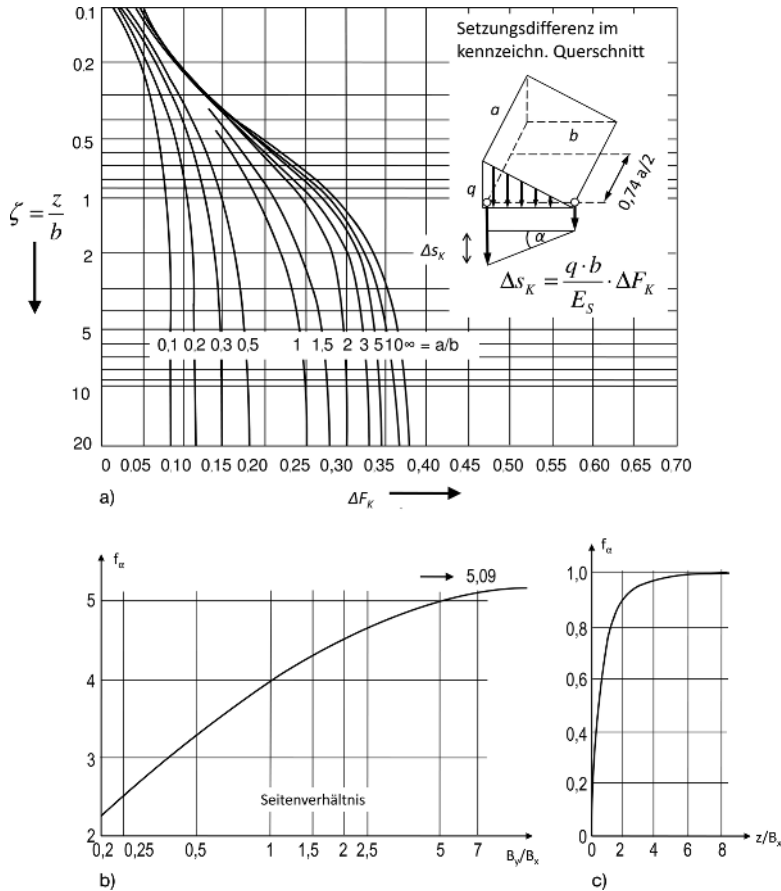 0.1
0.2
0.5
1
2
5
10
20
ζ = z/b
Setzungsdifferenz im
kennzeichn. Querschnitt
a
b
q
0,74 a/2
α
Δs_K
Δs_K = q · b / E_S · ΔF_K
0,1 0,2 0,3 0,5 1 1,5 2 3 5 10 ∞ = a/b
0 0,05 0,10 0,15 0,20 0,25 0,30 0,35 0,40 0.45 0.50 0.55 0.60 0.65 0.70
a)
ΔF_K
f_α
5
4
3
2
5,09
Seitenverhältnis
0,2 0,25 0,5 1 1,5 2 2,5 5 7 B_y/B_x
b)
f_α
1,0
0,8
0,6
0,4
0,2
0
0 2 4 6 8 z/B_x
c)